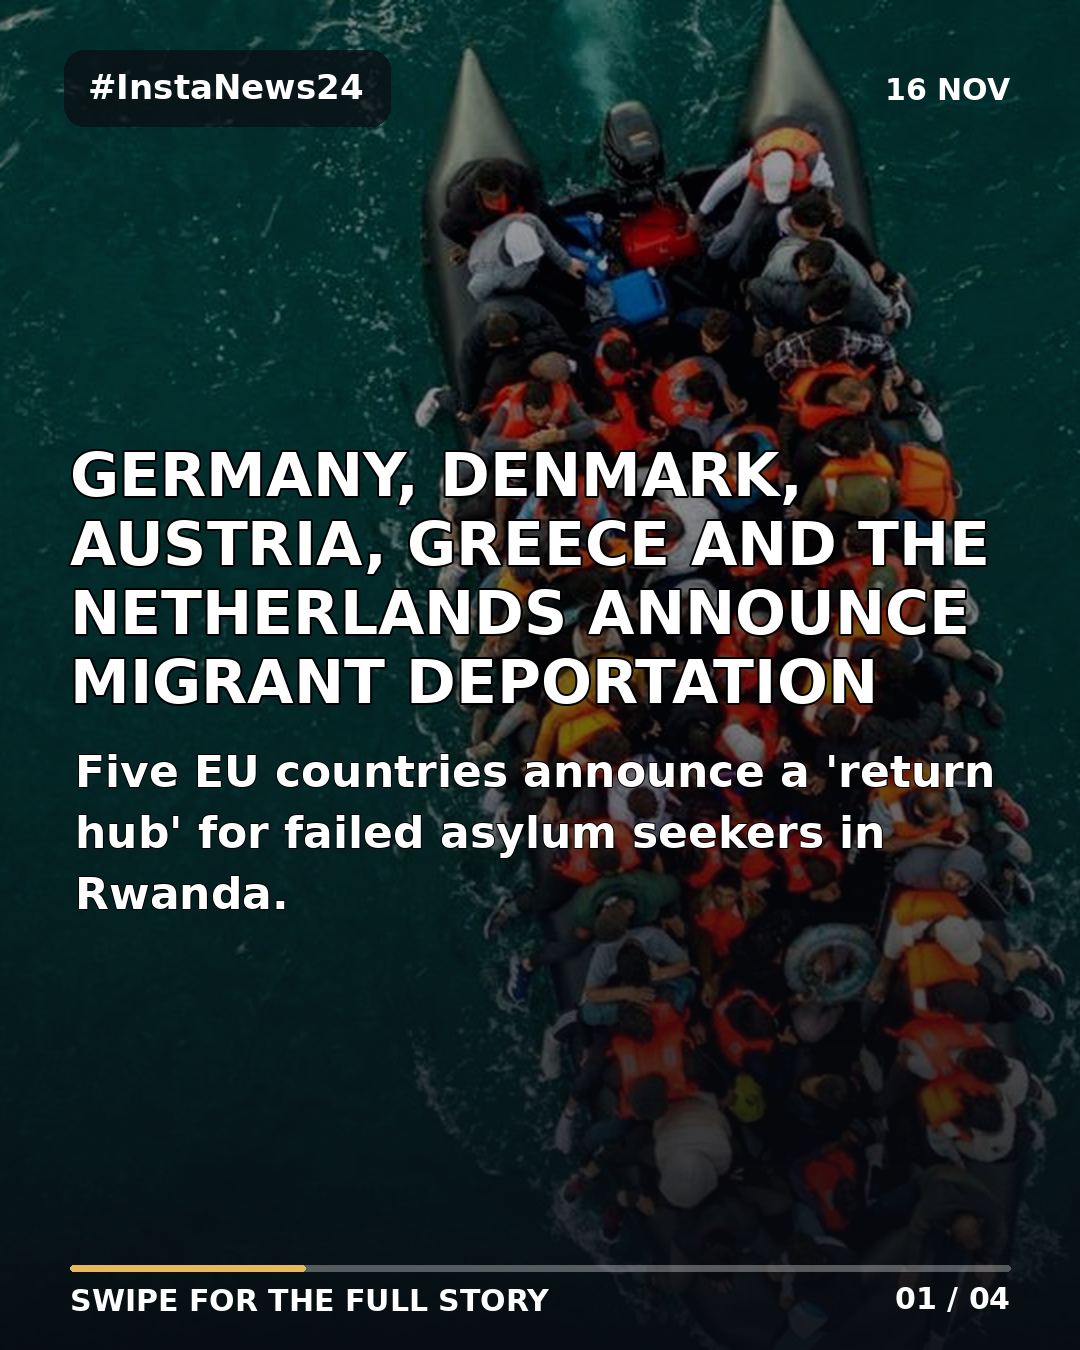 #InstaNews24
16 NOV
GERMANY, DENMARK,
AUSTRIA, GREECE AND THE
NETHERLANDS ANNOUNCE
MIGRANT DEPORTATION
Five EU countries announce a 'return
hub' for failed asylum seekers in
Rwanda.
SWIPE FOR THE FULL STORY
01 / 04